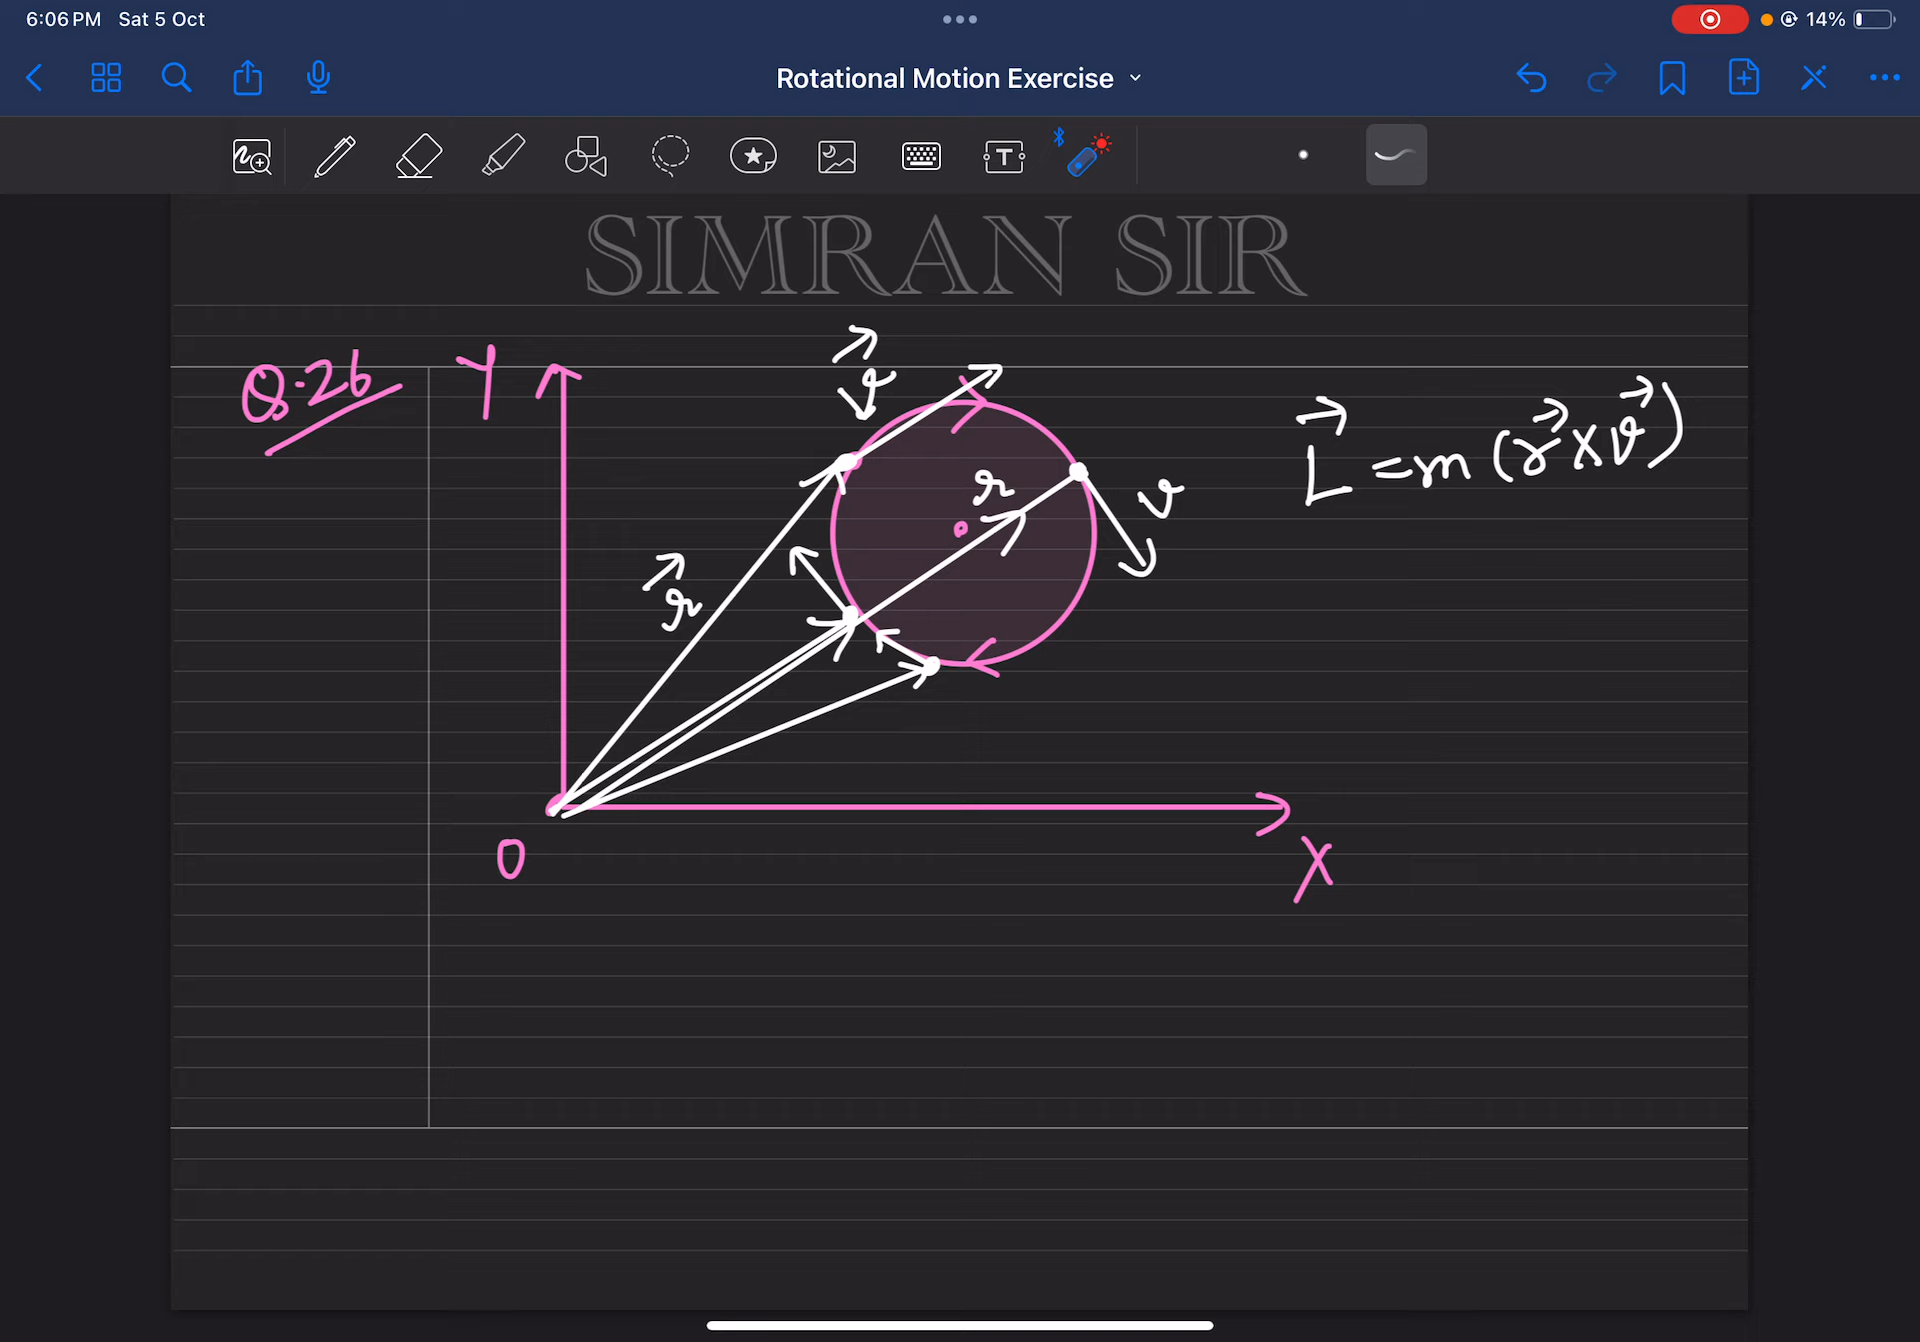 6:06 PM Sat 5 Oct
14%
Rotational Motion Exercise
T
SIMRAN SIR
Q.26
Y
v⃗
L⃗ = m (r⃗ × v⃗)
r
v
r⃗
O
X